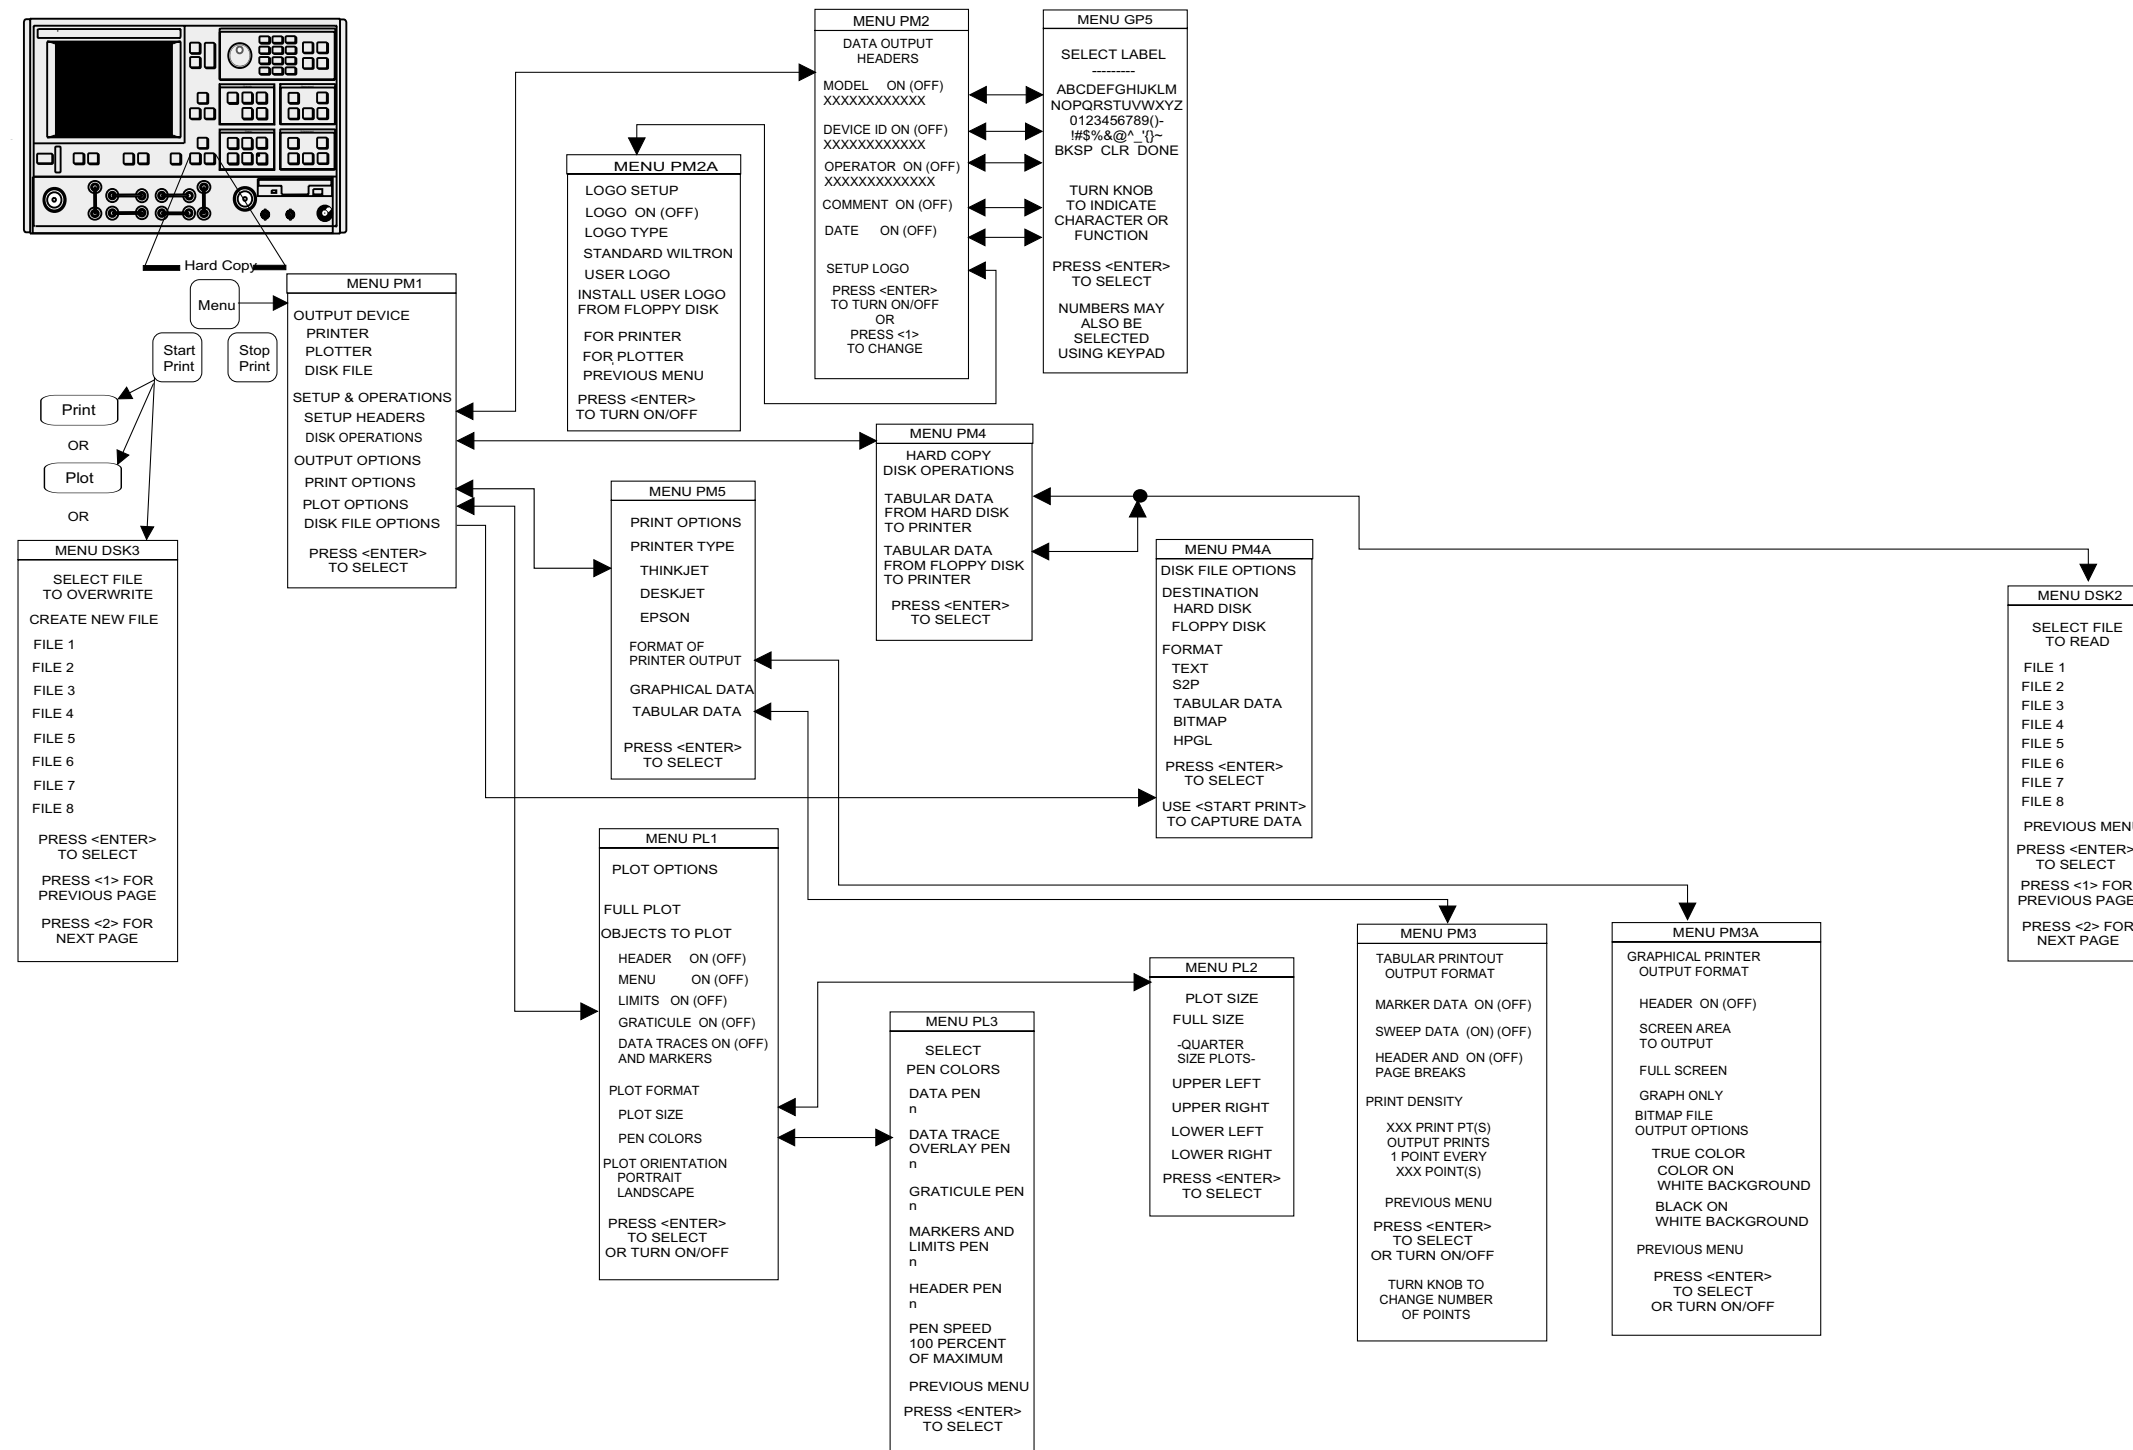 Hard Copy
Menu
Start
Print
Stop
Print
Print
OR
Plot
OR
MENU DSK3
SELECT FILE
TO OVERWRITE
CREATE NEW FILE
FILE 1
FILE 2
FILE 3
FILE 4
FILE 5
FILE 6
FILE 7
FILE 8
PRESS <ENTER>
TO SELECT
PRESS <1> FOR
PREVIOUS PAGE
PRESS <2> FOR
NEXT PAGE
MENU PM1
OUTPUT DEVICE
PRINTER
PLOTTER
DISK FILE
SETUP & OPERATIONS
SETUP HEADERS
DISK OPERATIONS
OUTPUT OPTIONS
PRINT OPTIONS
PLOT OPTIONS
DISK FILE OPTIONS
PRESS <ENTER>
TO SELECT
MENU PM2A
LOGO SETUP
LOGO ON (OFF)
LOGO TYPE
STANDARD WILTRON
USER LOGO
INSTALL USER LOGO
FROM FLOPPY DISK
FOR PRINTER
FOR PLOTTER
PREVIOUS MENU
PRESS <ENTER>
TO TURN ON/OFF
MENU PM2
DATA OUTPUT
HEADERS
MODEL ON (OFF)
XXXXXXXXXXXX
DEVICE ID ON (OFF)
XXXXXXXXXXXX
OPERATOR ON (OFF)
XXXXXXXXXXXXX
COMMENT ON (OFF)
DATE ON (OFF)
SETUP LOGO
PRESS <ENTER>
TO TURN ON/OFF
OR
PRESS <1>
TO CHANGE
MENU GP5
SELECT LABEL
---------
ABCDEFGHIJKLM
NOPQRSTUVWXYZ
0123456789()-
!#$%&@^_'{}~
BKSP CLR DONE
TURN KNOB
TO INDICATE
CHARACTER OR
FUNCTION
PRESS <ENTER>
TO SELECT
NUMBERS MAY
ALSO BE
SELECTED
USING KEYPAD
MENU PM4
HARD COPY
DISK OPERATIONS
TABULAR DATA
FROM HARD DISK
TO PRINTER
TABULAR DATA
FROM FLOPPY DISK
TO PRINTER
PRESS <ENTER>
TO SELECT
MENU PM5
PRINT OPTIONS
PRINTER TYPE
THINKJET
DESKJET
EPSON
FORMAT OF
PRINTER OUTPUT
GRAPHICAL DATA
TABULAR DATA
PRESS <ENTER>
TO SELECT
MENU PM4A
DISK FILE OPTIONS
DESTINATION
HARD DISK
FLOPPY DISK
FORMAT
TEXT
S2P
TABULAR DATA
BITMAP
HPGL
PRESS <ENTER>
TO SELECT
USE <START PRINT>
TO CAPTURE DATA
MENU DSK2
SELECT FILE
TO READ
FILE 1
FILE 2
FILE 3
FILE 4
FILE 5
FILE 6
FILE 7
FILE 8
PREVIOUS MENU
PRESS <ENTER>
TO SELECT
PRESS <1> FOR
PREVIOUS PAGE
PRESS <2> FOR
NEXT PAGE
MENU PL1
PLOT OPTIONS
FULL PLOT
OBJECTS TO PLOT
HEADER ON (OFF)
MENU ON (OFF)
LIMITS ON (OFF)
GRATICULE ON (OFF)
DATA TRACES ON (OFF)
AND MARKERS
PLOT FORMAT
PLOT SIZE
PEN COLORS
PLOT ORIENTATION
PORTRAIT
LANDSCAPE
PRESS <ENTER>
TO SELECT
OR TURN ON/OFF
MENU PL3
SELECT
PEN COLORS
DATA PEN
n
DATA TRACE
OVERLAY PEN
n
GRATICULE PEN
n
MARKERS AND
LIMITS PEN
n
HEADER PEN
n
PEN SPEED
100 PERCENT
OF MAXIMUM
PREVIOUS MENU
PRESS <ENTER>
TO SELECT
MENU PL2
PLOT SIZE
FULL SIZE
-QUARTER
SIZE PLOTS-
UPPER LEFT
UPPER RIGHT
LOWER LEFT
LOWER RIGHT
PRESS <ENTER>
TO SELECT
MENU PM3
TABULAR PRINTOUT
OUTPUT FORMAT
MARKER DATA ON (OFF)
SWEEP DATA (ON) (OFF)
HEADER AND ON (OFF)
PAGE BREAKS
PRINT DENSITY
XXX PRINT PT(S)
OUTPUT PRINTS
1 POINT EVERY
XXX POINT(S)
PREVIOUS MENU
PRESS <ENTER>
TO SELECT
OR TURN ON/OFF
TURN KNOB TO
CHANGE NUMBER
OF POINTS
MENU PM3A
GRAPHICAL PRINTER
OUTPUT FORMAT
HEADER ON (OFF)
SCREEN AREA
TO OUTPUT
FULL SCREEN
GRAPH ONLY
BITMAP FILE
OUTPUT OPTIONS
TRUE COLOR
COLOR ON
WHITE BACKGROUND
BLACK ON
WHITE BACKGROUND
PREVIOUS MENU
PRESS <ENTER>
TO SELECT
OR TURN ON/OFF